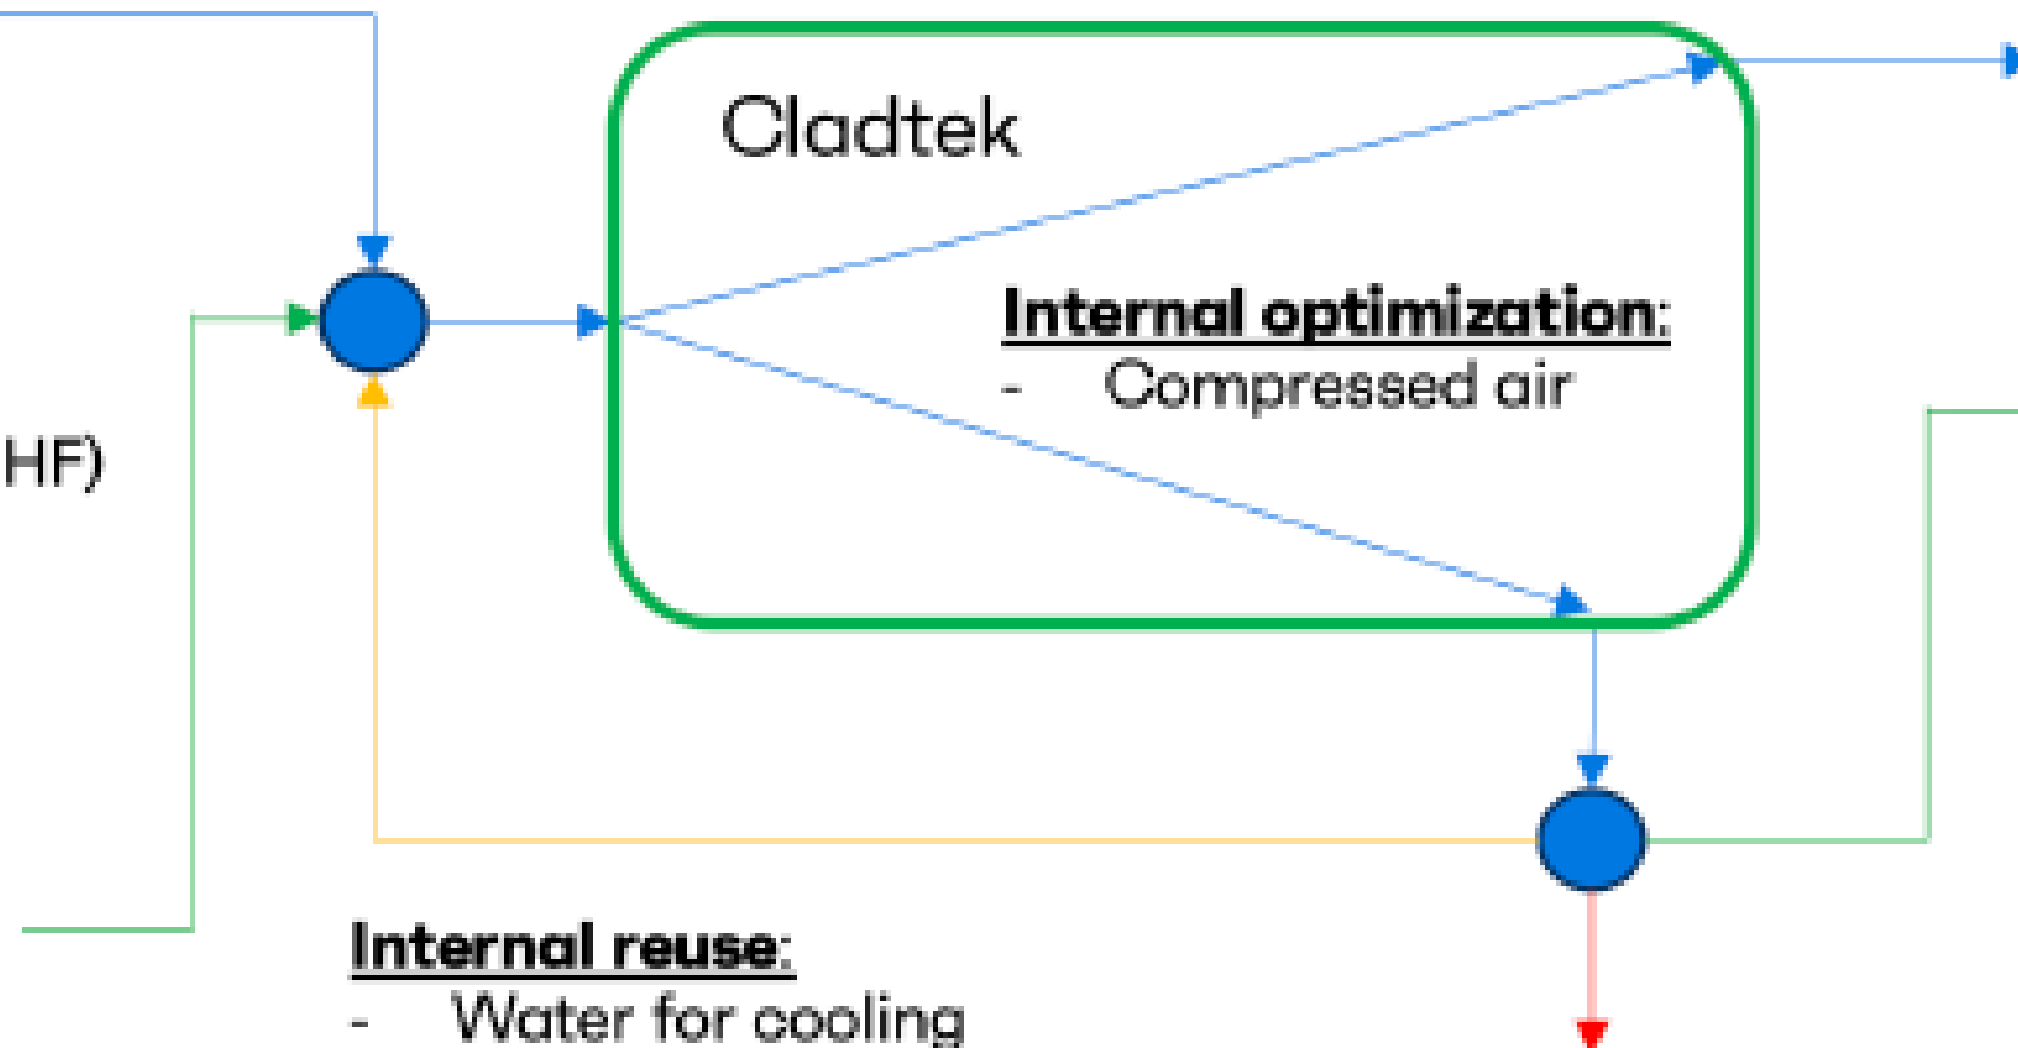 Cladtek
Internal optimization:
- Compressed air
HF)
Internal reuse:
- Water for cooling